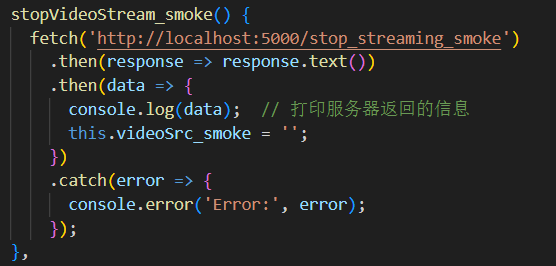 stopVideoStream_smoke() {
fetch('http://localhost:5000/stop_streaming_smoke')
.then(response => response.text())
.then(data => {
console.log(data);  // 打印服务器返回的信息
this.videoSrc_smoke = '';
})
.catch(error => {
console.error('Error:', error);
});
},